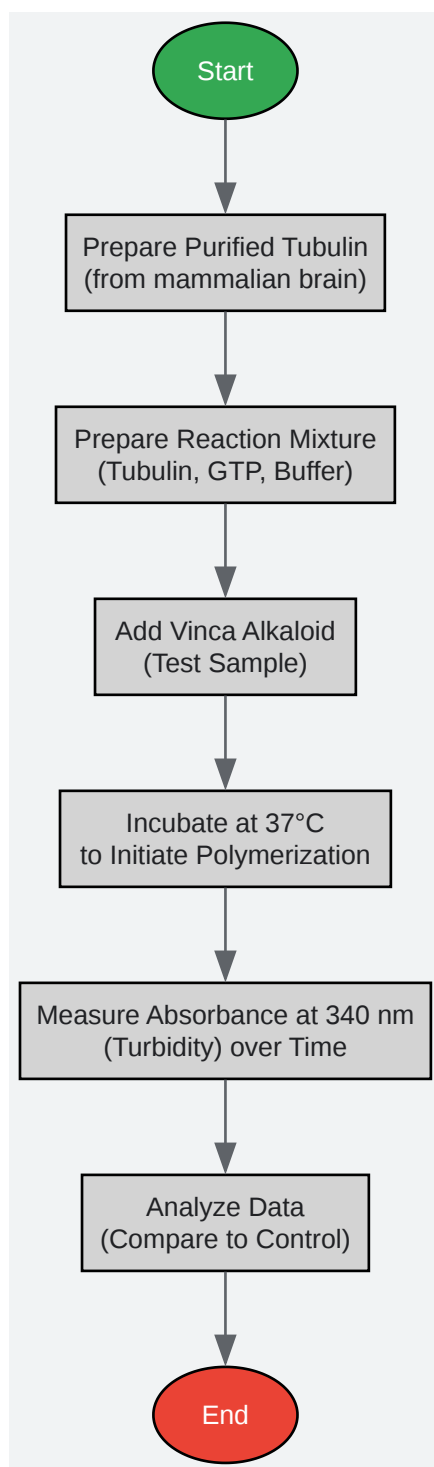 Start
Prepare Purified Tubulin
(from mammalian brain)
Prepare Reaction Mixture
(Tubulin, GTP, Buffer)
Add Vinca Alkaloid
(Test Sample)
Incubate at 37°C
to Initiate Polymerization
Measure Absorbance at 340 nm
(Turbidity) over Time
Analyze Data
(Compare to Control)
End